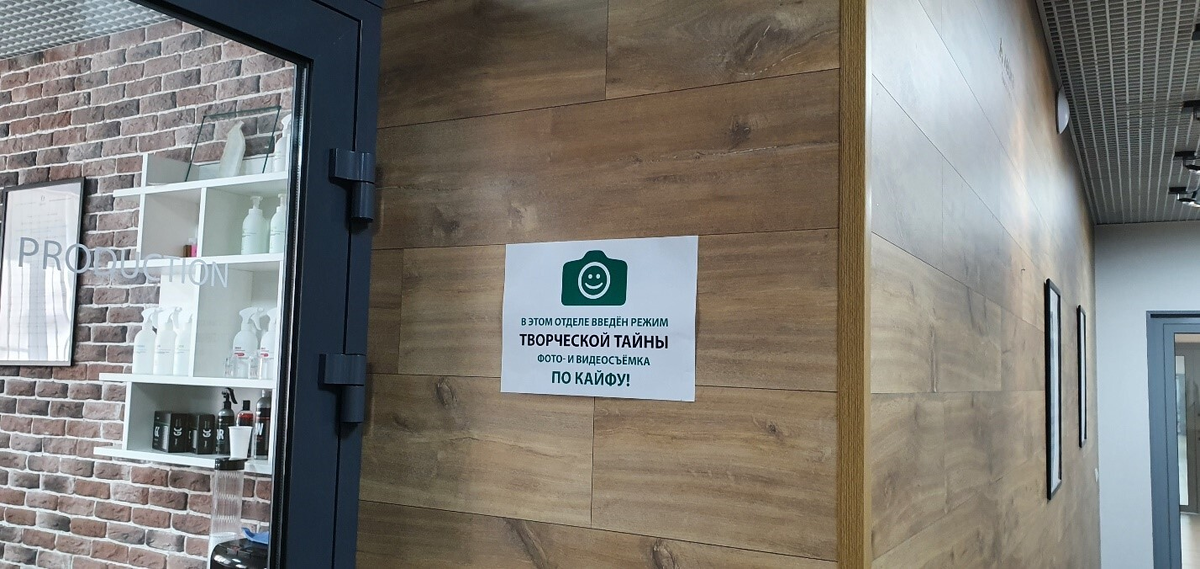 PRODUCTION
В ЭТОМ ОТДЕЛЕ ВВЕДЁН РЕЖИМ
ТВОРЧЕСКОЙ ТАЙНЫ
ФОТО- И ВИДЕОСЪЁМКА
ПО КАЙФУ!